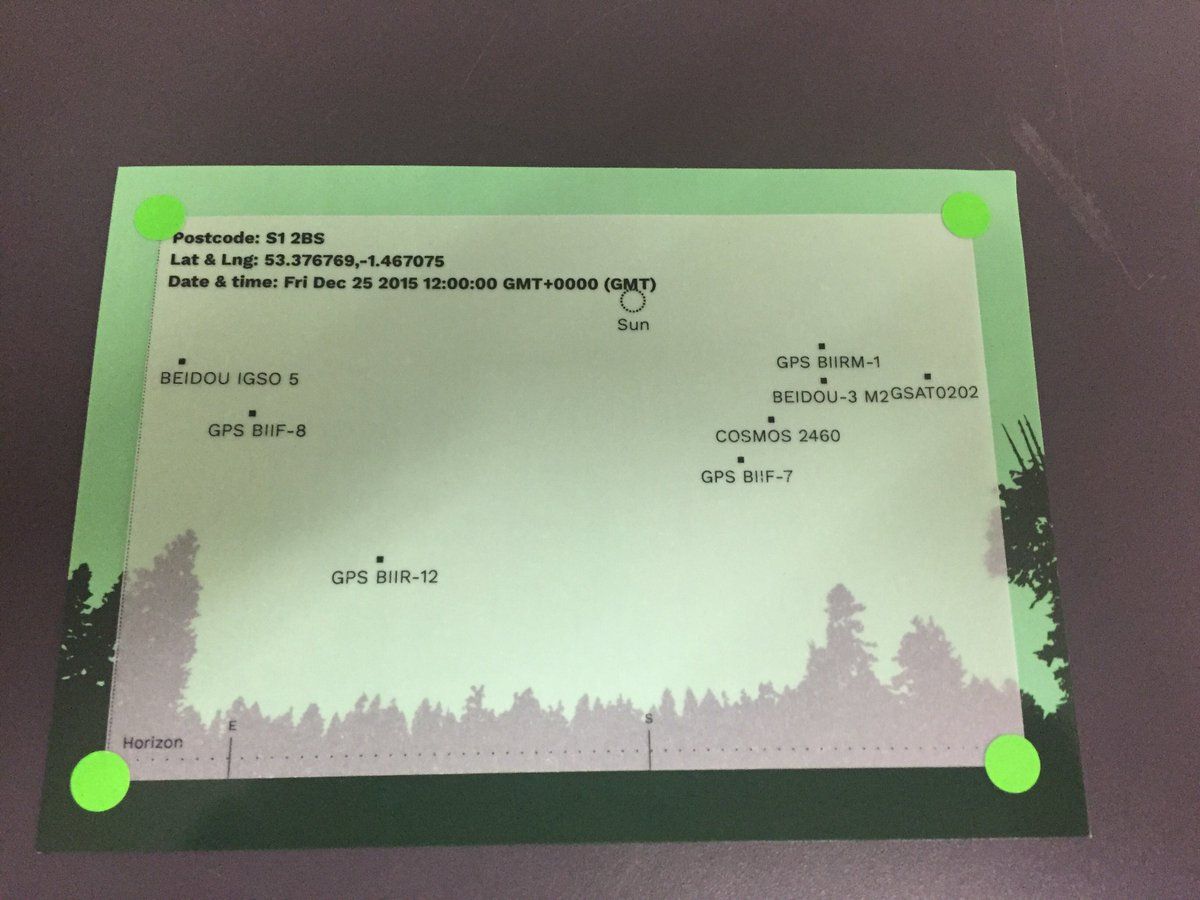 Postcode: S1 2BS
Lat & Lng: 53.376769,-1.467075
Date & time: Fri Dec 25 2015 12:00:00 GMT+0000 (GMT)
Sun
GPS BIIRM-1
BEIDOU IGSO 5
BEIDOU-3 M2
GSAT0202
GPS BIIF-8
COSMOS 2460
GPS BIIF-7
GPS BIIR-12
E
S
Horizon